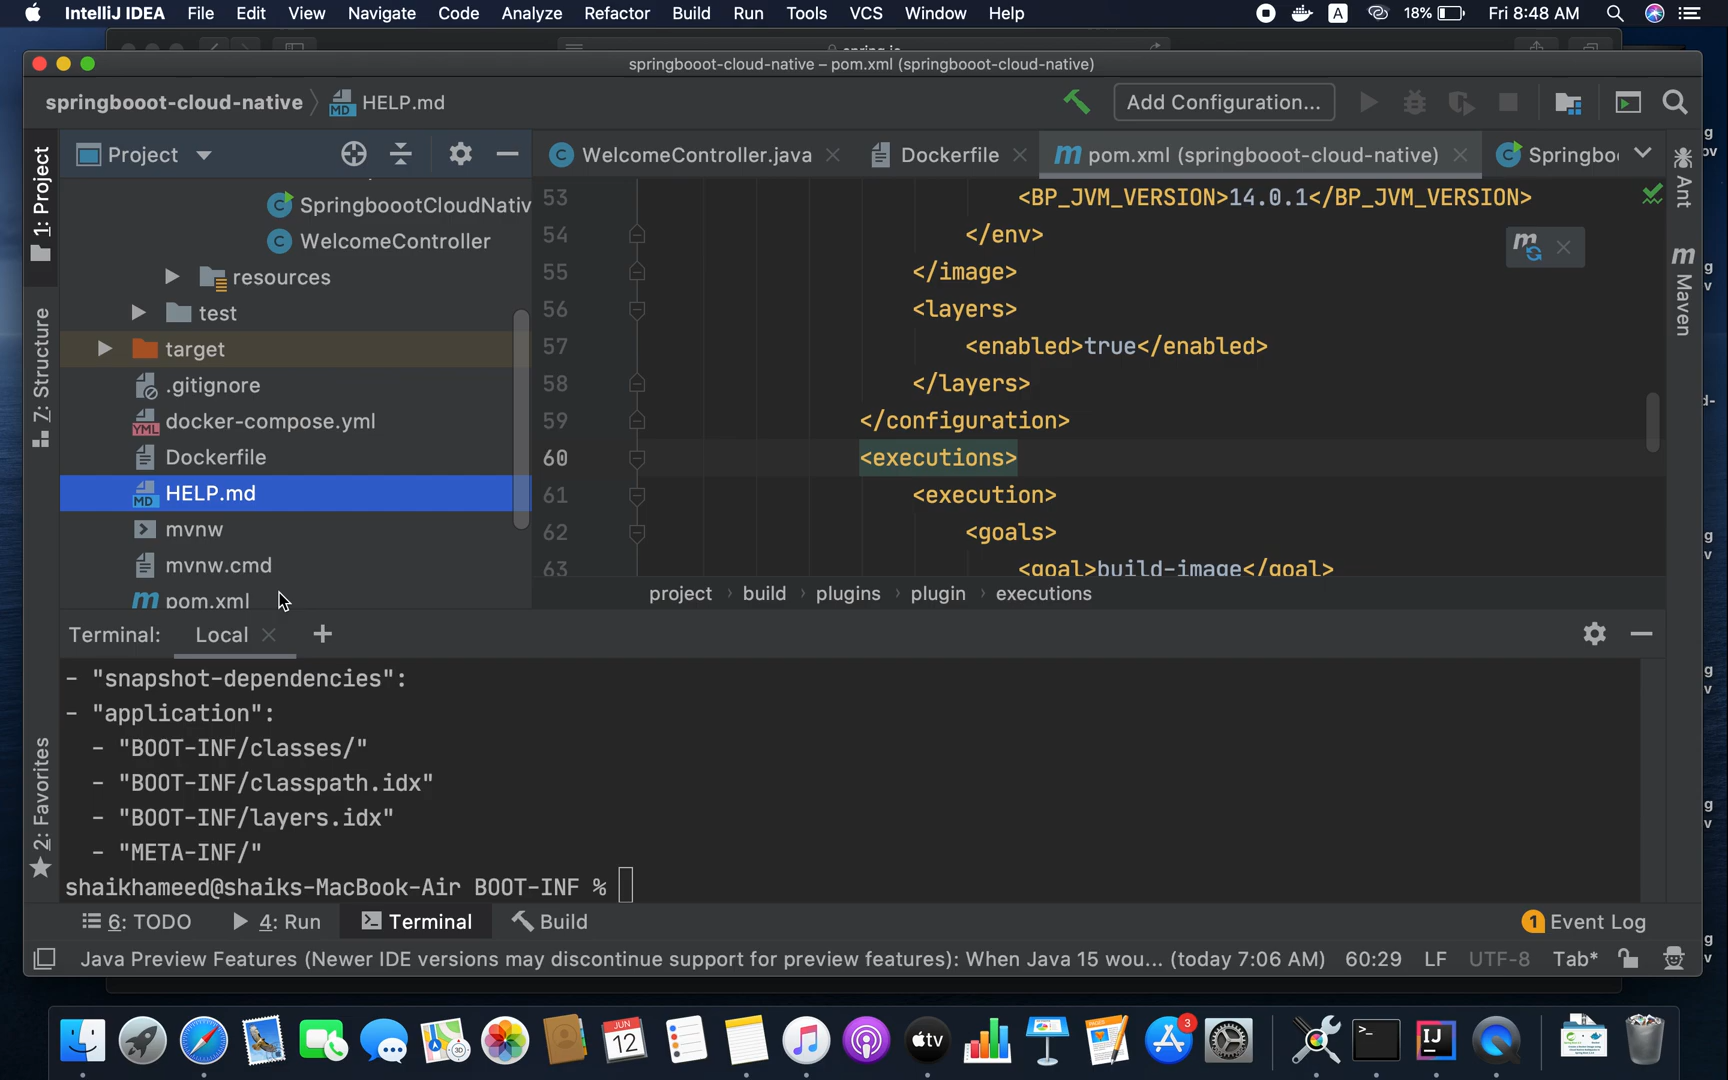 IntelliJ IDEA File Edit View Navigate Code Analyze Refactor Build Run Tools VCS Window Help A 18% Fri 8:48 AM
springbooot-cloud-native – pom.xml (springbooot-cloud-native)
springbooot-cloud-native HELP.md Add Configuration...
Project WelcomeController.java Dockerfile pom.xml (springbooot-cloud-native) Springboo
1: Project
Z: Structure
2: Favorites
SpringboootCloudNativ
WelcomeController
resources
test
target
.gitignore
docker-compose.yml
Dockerfile
HELP.md
mvnw
mvnw.cmd
pom.xml
53 <BP_JVM_VERSION>14.0.1</BP_JVM_VERSION>
54 </env>
55 </image>
56 <layers>
57 <enabled>true</enabled>
58 </layers>
59 </configuration>
60 <executions>
61 <execution>
62 <goals>
63 <goal>build-image</goal>
project › build › plugins › plugin › executions
Ant
Maven
Terminal: Local
- "snapshot-dependencies":
- "application":
- "BOOT-INF/classes/"
- "BOOT-INF/classpath.idx"
- "BOOT-INF/layers.idx"
- "META-INF/"
shaikhameed@shaiks-MacBook-Air BOOT-INF %
6: TODO 4: Run Terminal Build 1 Event Log
Java Preview Features (Newer IDE versions may discontinue support for preview features): When Java 15 wou... (today 7:06 AM) 60:29 LF UTF-8 Tab*
JUN
12
3D
tv
3
IJ